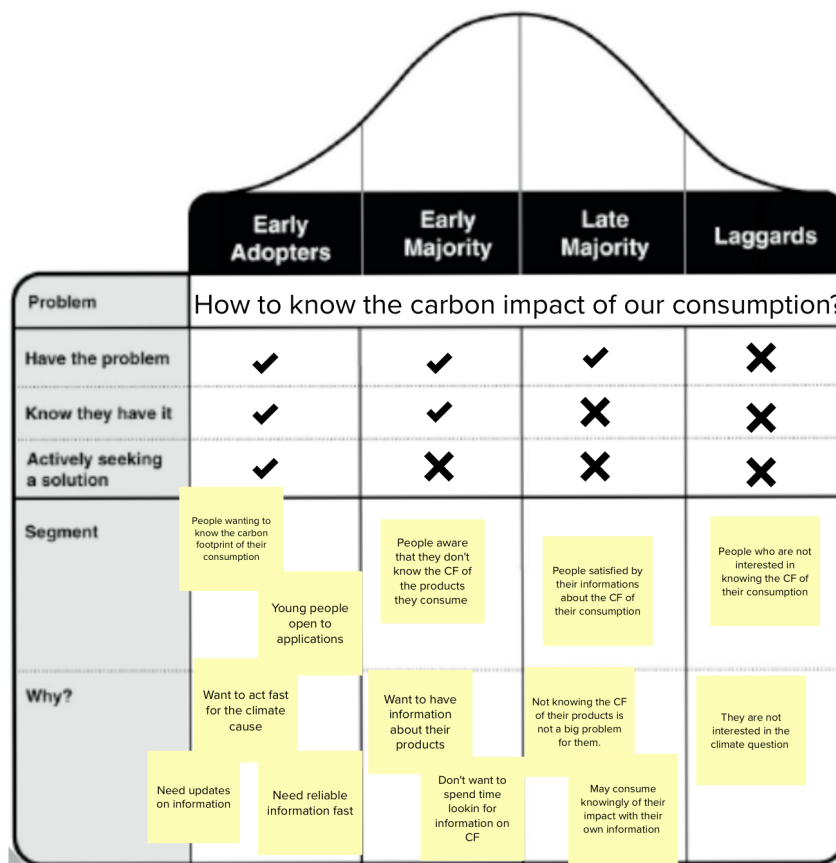 Early
Adopters
Early
Majority
Late
Majority
Laggards
Problem
How to know the carbon impact of our consumption?
Have the problem
Know they have it
Actively seeking
a solution
Segment
People wanting to
know the carbon
footprint of their
consumption
Young people
open to
applications
People aware
that they don't
know the CF of
the products
they consume
People satisfied by
their informations
about the CF of
their consumption
People who are not
interested in
knowing the CF of
their consumption
Why?
Want to act fast
for the climate
cause
Need updates
on information
Need reliable
information fast
Want to have
information
about their
products
Don't want to
spend time
lookin for
information on
CF
Not knowing the CF
of their products is
not a big problem
for them.
May consume
knowingly of their
impact with their
own information
They are not
interested in the
climate question